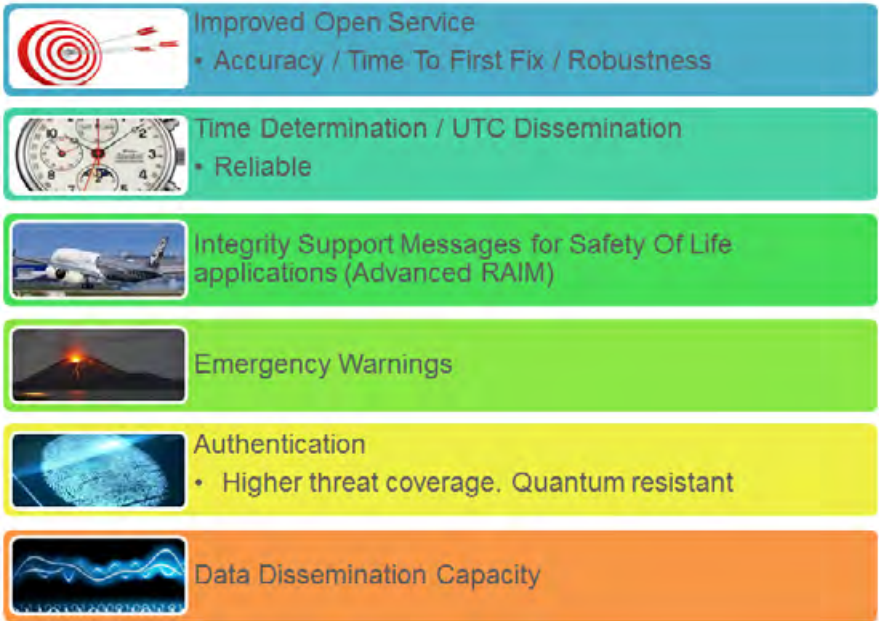 Improved Open Service
• Accuracy / Time To First Fix / Robustness
Time Determination / UTC Dissemination
• Reliable
Integrity Support Messages for Safety Of Life
applications (Advanced RAIM)
Emergency Warnings
Authentication
• Higher threat coverage. Quantum resistant
Data Dissemination Capacity